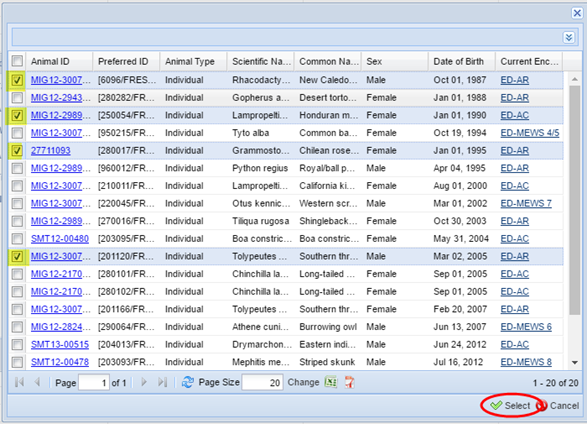 Animal ID Preferred ID Animal Type Scientific Na... Common Na... Sex Date of Birth Current Enc...
MIG12-3007... [6096/FRES... Individual Rhacodacty... New Caledo... Male Oct 01, 1987 ED-AR
MIG12-2943... [280282/FR... Individual Gopherus a... Desert torto... Female Jan 01, 1988 ED-AR
MIG12-2989... [250054/FR... Individual Lampropelti... Honduran m... Female Jan 01, 1990 ED-AC
MIG12-3007... [950215/FR... Individual Tyto alba Common ba... Female Oct 19, 1994 ED-MEWS 4/5
27711093 [280017/FR... Individual Grammosto... Chilean rose... Female Jan 01, 1995 ED-AR
MIG12-2989... [960012/FR... Individual Python regius Royal/ball p... Male Apr 04, 1995 ED-AR
MIG12-3007... [210011/FR... Individual Lampropelti... California ki... Female Aug 01, 2000 ED-AC
MIG12-3007... [220045/FR... Individual Otus kennic... Western scr... Male Mar 01, 2002 ED-MEWS 7
MIG12-2989... [270016/FR... Individual Tiliqua rugosa Shingleback... Female Oct 30, 2003 ED-AR
SMT12-00480 [203095/FR... Individual Boa constric... Boa constric... Female May 31, 2004 ED-AC
MIG12-3007... [201120/FR... Individual Tolypeutes ... Southern thr... Male Mar 02, 2005 ED-AR
MIG12-2170... [280101/FR... Individual Chinchilla la... Long-tailed ... Female Sep 01, 2005 ED-AC
MIG12-2170... [280102/FR... Individual Chinchilla la... Long-tailed ... Female Sep 01, 2005 ED-AC
MIG12-3007... [201166/FR... Individual Tolypeutes ... Southern thr... Female Feb 20, 2007 ED-AR
MIG12-2824... [290064/FR... Individual Athene cuni... Burrowing owl Male Jun 13, 2007 ED-MEWS 6
SMT13-00515 [204013/FR... Individual Drymarchon... Eastern indi... Male Jun 24, 2012 ED-AC
SMT12-00478 [203093/FR... Individual Mephitis me... Striped skunk Male Jul 16, 2012 ED-MEWS 8
Page 1 of 1 Page Size 20 Change 1 - 20 of 20
Select Cancel